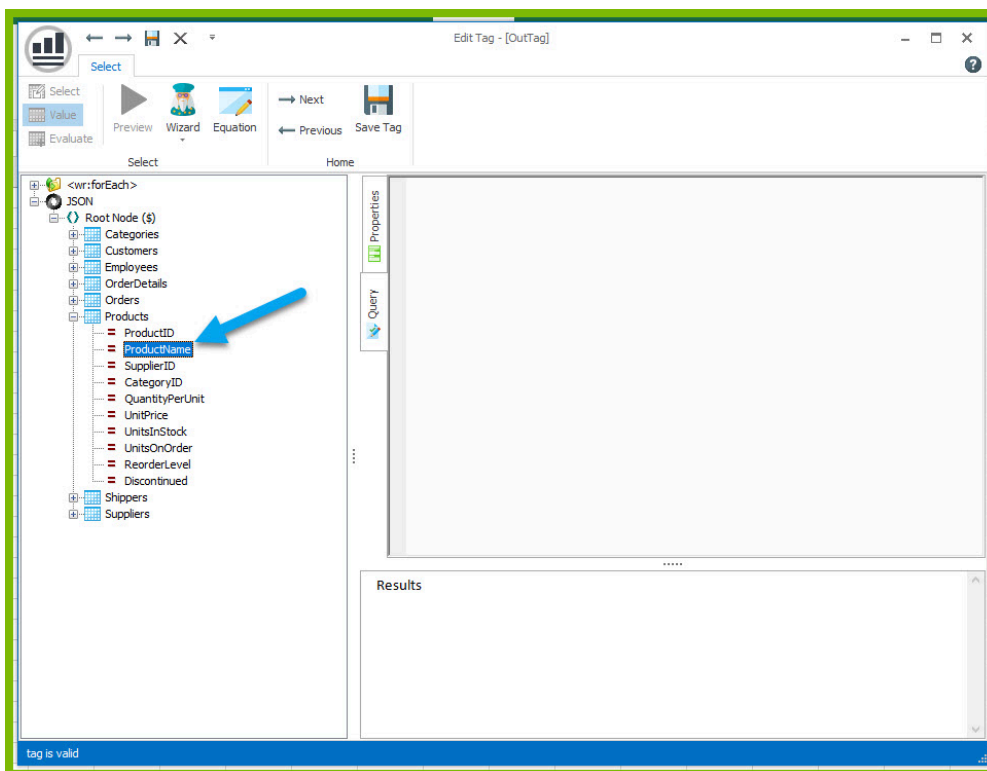 Edit Tag - [OutTag]
Select
Select
Value
Evaluate
Preview
Wizard
Equation
Next
Previous
Save Tag
Select
Home
<wr:forEach>
JSON
Root Node ($)
Categories
Customers
Employees
OrderDetails
Orders
Products
ProductID
ProductName
SupplierID
CategoryID
QuantityPerUnit
UnitPrice
UnitsInStock
UnitsOnOrder
ReorderLevel
Discontinued
Shippers
Suppliers
Properties
Query
Results
tag is valid